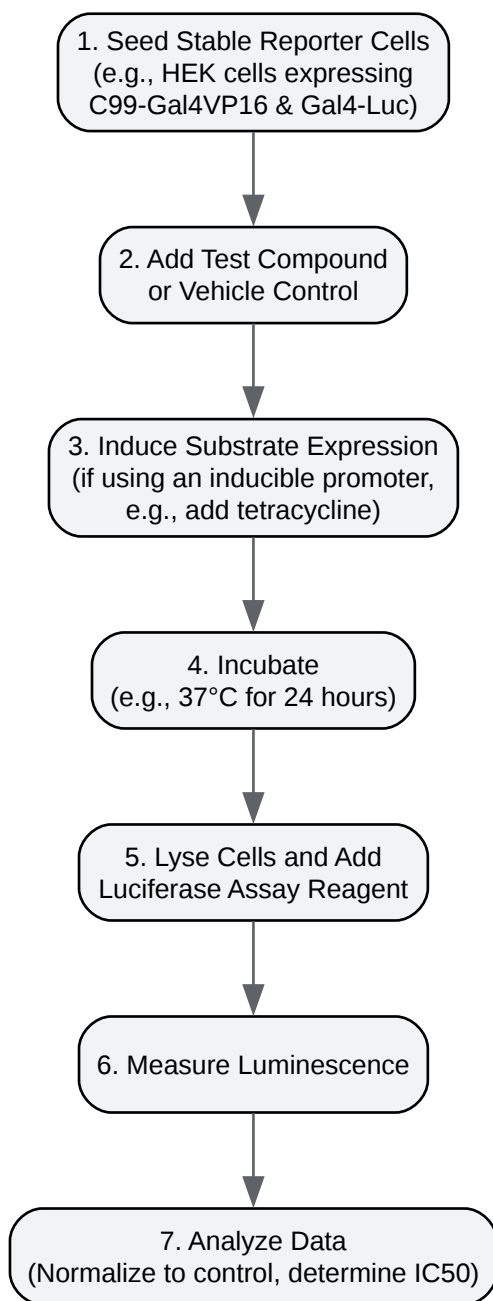 1. Seed Stable Reporter Cells
(e.g., HEK cells expressing
C99-Gal4VP16 & Gal4-Luc)
2. Add Test Compound
or Vehicle Control
3. Induce Substrate Expression
(if using an inducible promoter,
e.g., add tetracycline)
4. Incubate
(e.g., 37°C for 24 hours)
5. Lyse Cells and Add
Luciferase Assay Reagent
6. Measure Luminescence
7. Analyze Data
(Normalize to control, determine IC50)